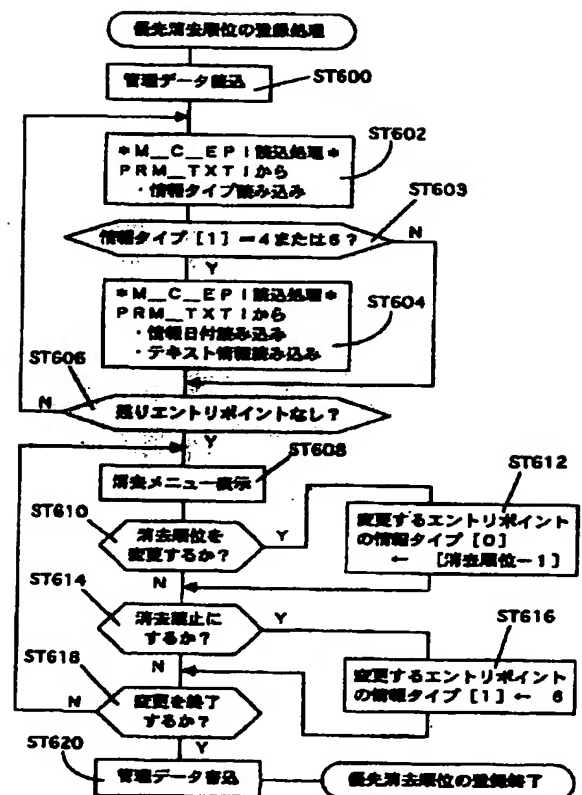 優先消去順位の登録処理
管理データ読込
ST600
*M__C__EPI読込処理*
PRM__TXTIから
・情報タイプ読み込み
ST602
ST603
情報タイプ[1]=4または6?
N
Y
*M__C__EPI読込処理*
PRM__TXTIから
・情報日付読み込み
・テキスト情報読み込み
ST604
ST606
N
残りエントリポイントなし?
Y
ST608
消去メニュー表示
ST610
消去順位を
変更するか?
Y
N
ST612
変更するエントリポイント
の情報タイプ[0]
← [消去順位-1]
ST614
消去禁止に
するか?
Y
N
ST616
変更するエントリポイント
の情報タイプ[1]← 6
ST618
N
変更を終了
するか?
Y
ST620
管理データ書込
優先消去順位の登録終了